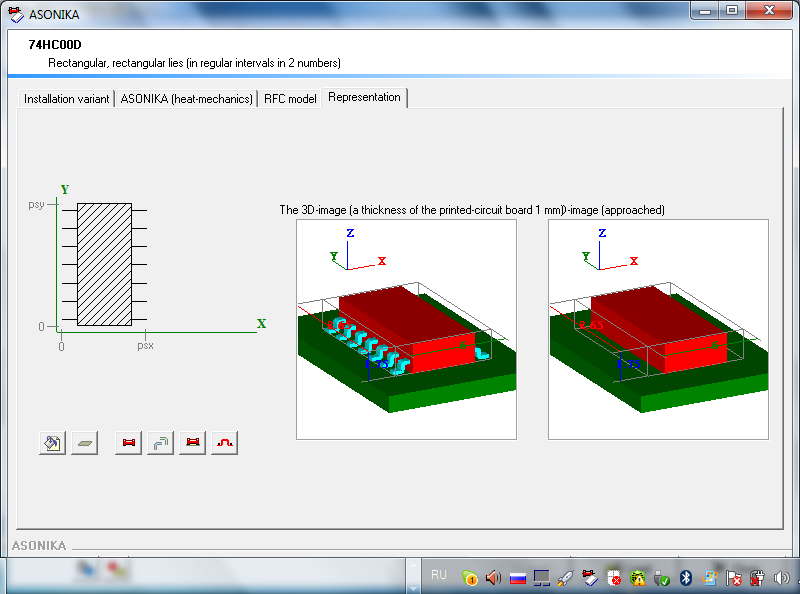 ASONIKA
74HC00D
Rectangular, rectangular lies (in regular intervals in 2 numbers)
Installation variant
ASONIKA (heat-mechanics)
RFC model
Representation
The 3D-image (a thickness of the printed-circuit board 1 mm)
)-image (approached)
Y
psy
0
X
0
psx
Z
Y
X
Z
Y
X
8.65
ASONIKA
RU